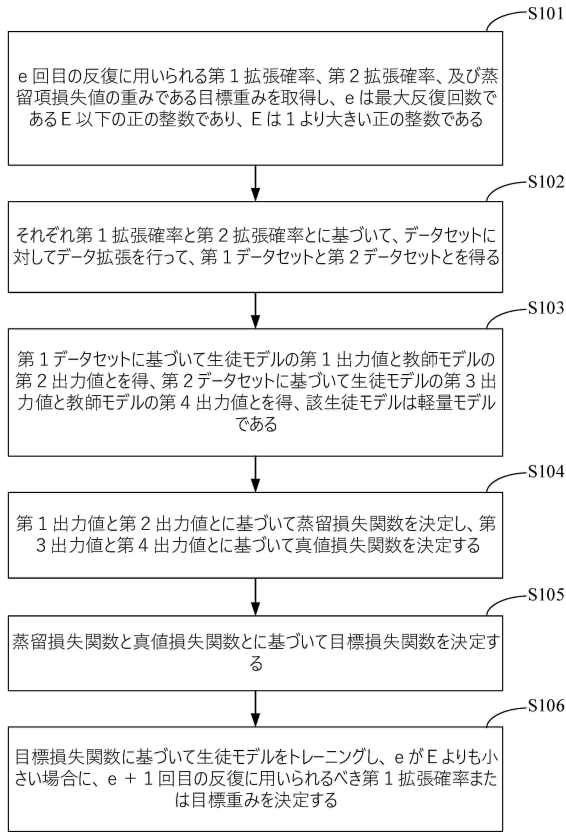 S101
ｅ回目の反復に用いられる第１拡張確率、第２拡張確率、及び蒸
留項損失値の重みである目標重みを取得し、ｅは最大反復回数で
あるＥ以下の正の整数であり、Ｅは１より大きい正の整数である
S102
それぞれ第１拡張確率と第２拡張確率とに基づいて、データセットに
対してデータ拡張を行って、第１データセットと第２データセットとを得る
S103
第１データセットに基づいて生徒モデルの第１出力値と教師モデルの
第２出力値とを得、第２データセットに基づいて生徒モデルの第３出
力値と教師モデルの第４出力値とを得、該生徒モデルは軽量モデル
である
S104
第１出力値と第２出力値とに基づいて蒸留損失関数を決定し、第
３出力値と第４出力値とに基づいて真値損失関数を決定する
S105
蒸留損失関数と真値損失関数とに基づいて目標損失関数を決定す
る
S106
目標損失関数に基づいて生徒モデルをトレーニングし、ｅがＥよりも小
さい場合に、ｅ＋１回目の反復に用いられるべき第１拡張確率また
は目標重みを決定する